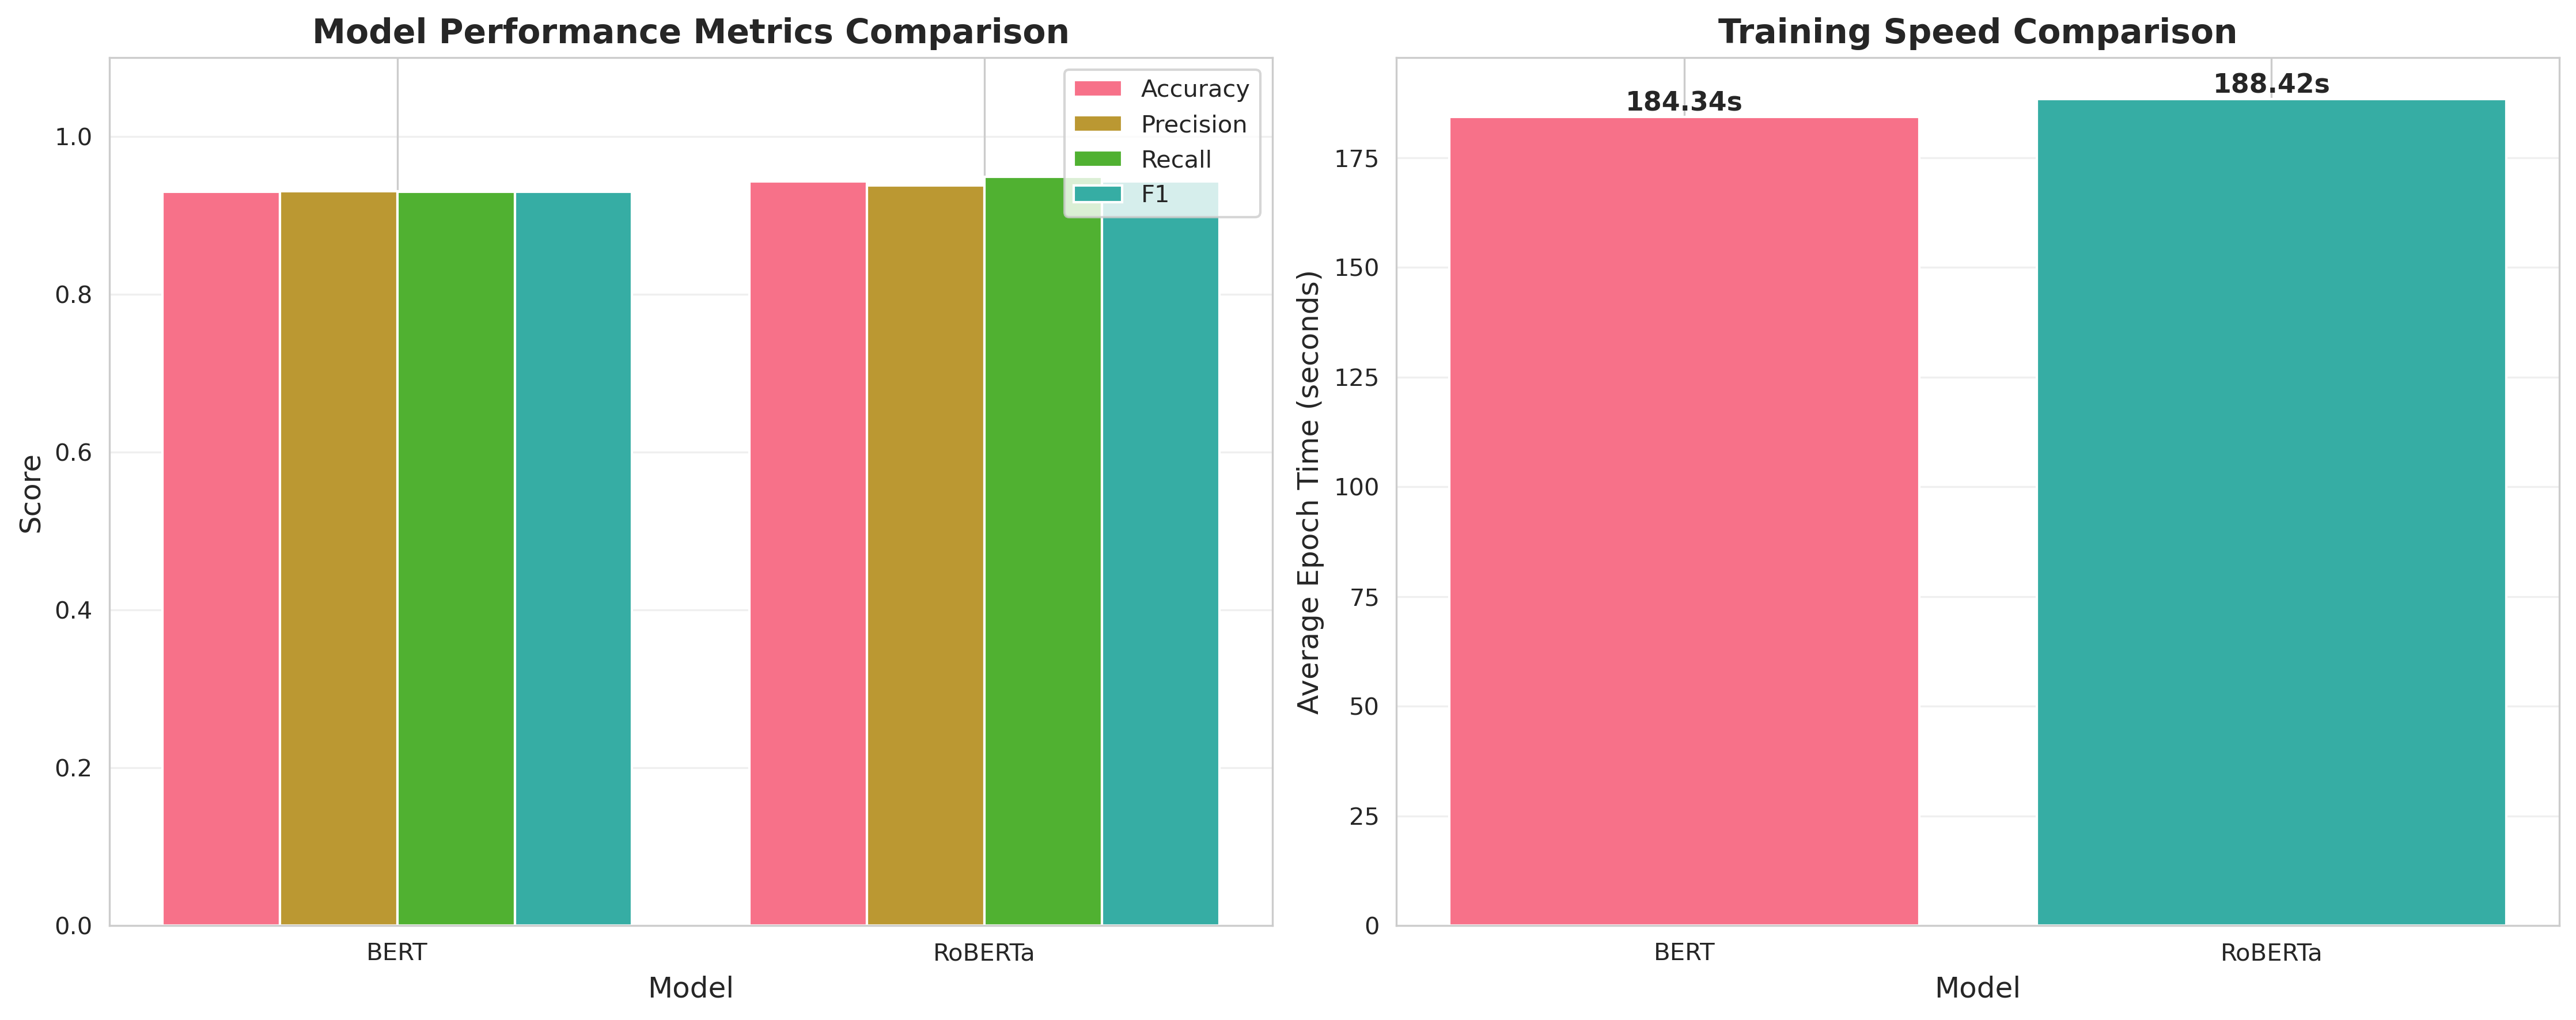 Model Performance Metrics Comparison
Accuracy
Precision
Recall
F1
1.0
0.8
0.6
0.4
0.2
0.0
Score
BERT
RoBERTa
Model
Training Speed Comparison
184.34s
188.42s
175
150
125
100
75
50
25
0
Average Epoch Time (seconds)
BERT
RoBERTa
Model